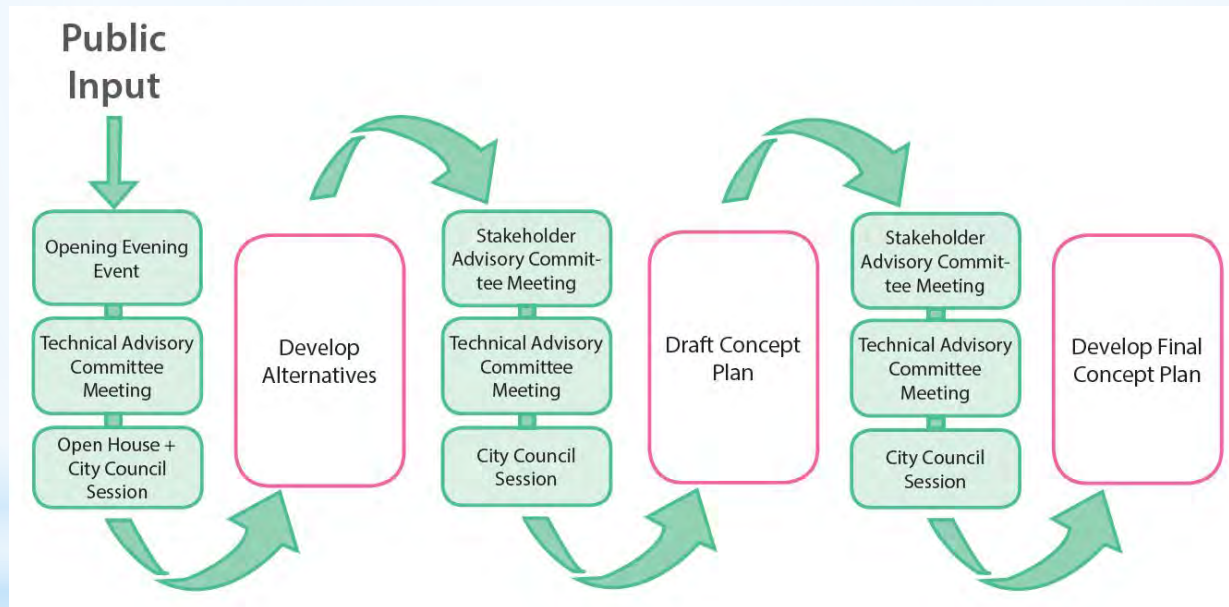 Public
Input
Opening Evening
Event
Technical Advisory
Committee
Meeting
Open House +
City Council
Session
Develop
Alternatives
Stakeholder
Advisory Commit-
tee Meeting
Technical Advisory
Committee
Meeting
City Council
Session
Draft Concept
Plan
Stakeholder
Advisory Commit-
tee Meeting
Technical Advisory
Committee
Meeting
City Council
Session
Develop Final
Concept Plan